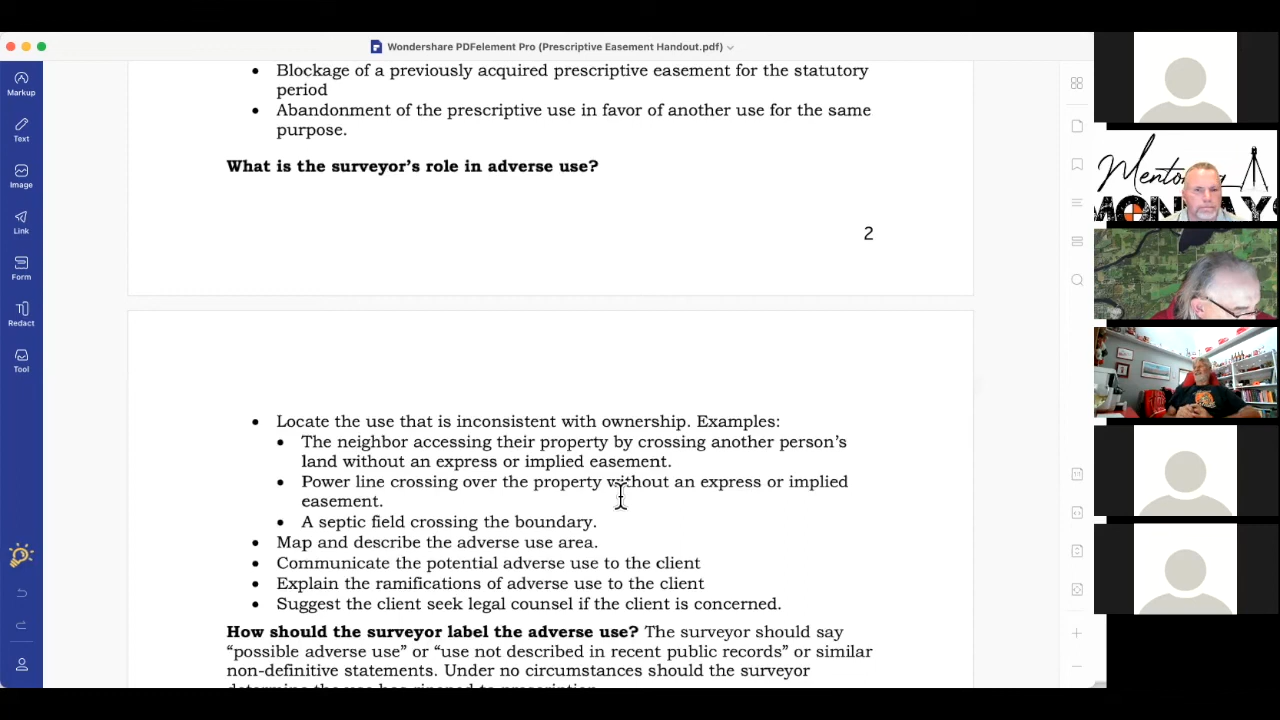 Wondershare PDFelement Pro (Prescriptive Easement Handout.pdf)
Markup
Text
Image
Link
Form
Redact
Tool
• Blockage of a previously acquired prescriptive easement for the statutory
period
• Abandonment of the prescriptive use in favor of another use for the same
purpose.
What is the surveyor's role in adverse use?
2
• Locate the use that is inconsistent with ownership. Examples:
• The neighbor accessing their property by crossing another person's
land without an express or implied easement.
• Power line crossing over the property without an express or implied
easement.
• A septic field crossing the boundary.
• Map and describe the adverse use area.
• Communicate the potential adverse use to the client
• Explain the ramifications of adverse use to the client
• Suggest the client seek legal counsel if the client is concerned.
How should the surveyor label the adverse use? The surveyor should say
“possible adverse use” or “use not described in recent public records” or similar
non-definitive statements. Under no circumstances should the surveyor
determine the use has ripened to prescription.
Mentoring
MONDAYS